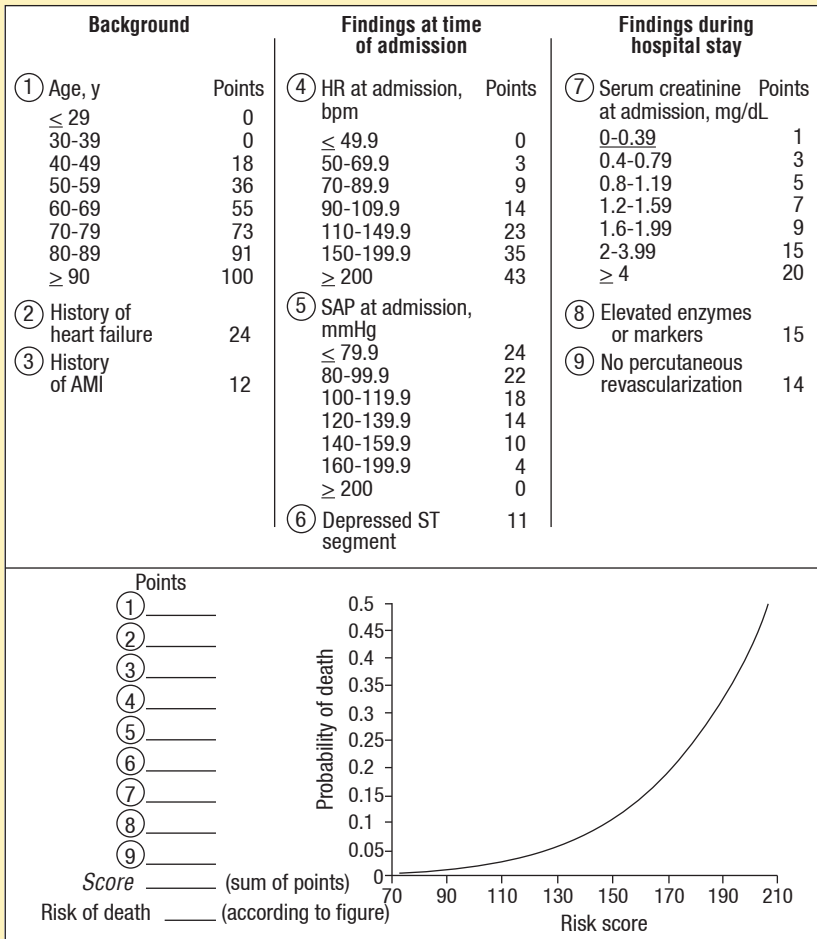 Background
① Age, y Points
≤ 29 0
30-39 0
40-49 18
50-59 36
60-69 55
70-79 73
80-89 91
≥ 90 100
② History of
heart failure 24
③ History
of AMI 12
Findings at time
of admission
④ HR at admission, Points
bpm
≤ 49.9 0
50-69.9 3
70-89.9 9
90-109.9 14
110-149.9 23
150-199.9 35
≥ 200 43
⑤ SAP at admission,
mmHg
≤ 79.9 24
80-99.9 22
100-119.9 18
120-139.9 14
140-159.9 10
160-199.9 4
≥ 200 0
⑥ Depressed ST 11
segment
Findings during
hospital stay
⑦ Serum creatinine Points
at admission, mg/dL
0-0.39 1
0.4-0.79 3
0.8-1.19 5
1.2-1.59 7
1.6-1.99 9
2-3.99 15
≥ 4 20
⑧ Elevated enzymes
or markers 15
⑨ No percutaneous
revascularization 14
Points
①
②
③
④
⑤
⑥
⑦
⑧
⑨
Score (sum of points)
Risk of death (according to figure)
Probability of death
0.5
0.45
0.4
0.35
0.3
0.25
0.2
0.15
0.1
0.05
0
70 90 110 130 150 170 190 210
Risk score